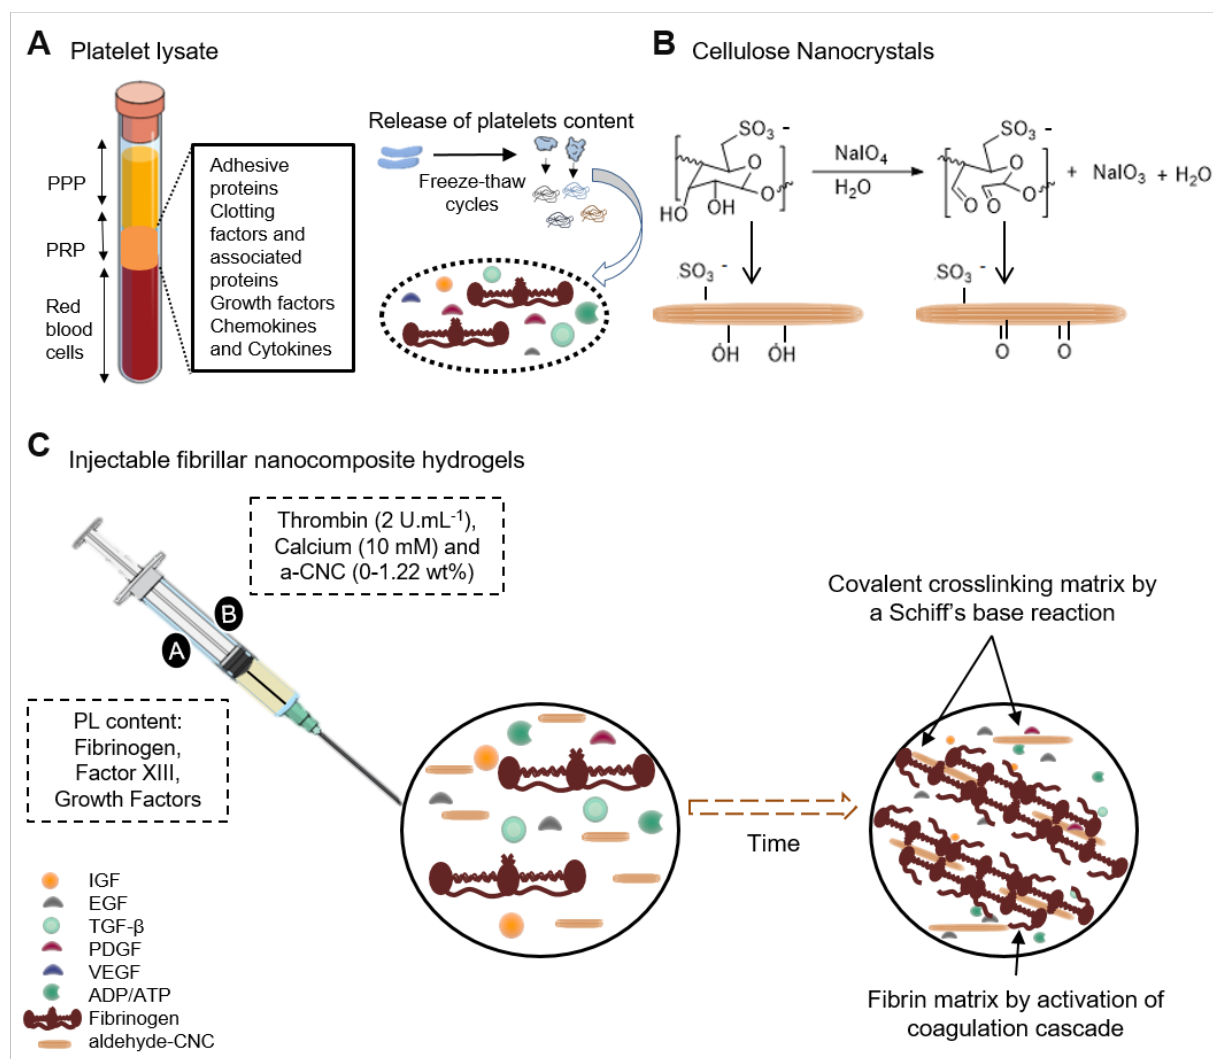 A Platelet lysate
PPP
PRP
Red
blood
cells
Adhesive
proteins
Clotting
factors and
associated
proteins
Growth factors
Chemokines
and Cytokines
Release of platelets content
Freeze-thaw
cycles
B Cellulose Nanocrystals
SO₃ -
O
O
HO
OH
NaIO₄
H₂O
SO₃ -
O
O
O
O
+ NaIO₃ + H₂O
SO₃ -
OH OH
SO₃ -
O O
C Injectable fibrillar nanocomposite hydrogels
Thrombin (2 U.mL⁻¹),
Calcium (10 mM) and
a-CNC (0-1.22 wt%)
B
A
PL content:
Fibrinogen,
Factor XIII,
Growth Factors
Time
Covalent crosslinking matrix by
a Schiff’s base reaction
Fibrin matrix by activation of
coagulation cascade
IGF
EGF
TGF-β
PDGF
VEGF
ADP/ATP
Fibrinogen
aldehyde-CNC